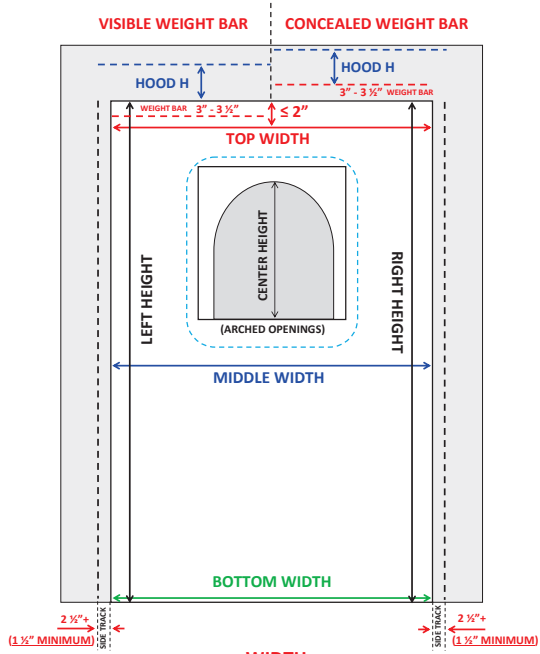 VISIBLE WEIGHT BAR
CONCEALED WEIGHT BAR
HOOD H
HOOD H
3” - 3 ½” WEIGHT BAR
WEIGHT BAR 3” - 3 ½”
≤ 2”
TOP WIDTH
CENTER HEIGHT
LEFT HEIGHT
RIGHT HEIGHT
(ARCHED OPENINGS)
MIDDLE WIDTH
BOTTOM WIDTH
2 ½”+
(1 ½” MINIMUM)
SIDE TRACK
SIDE TRACK
2 ½”+
(1 ½” MINIMUM)
WIDTH